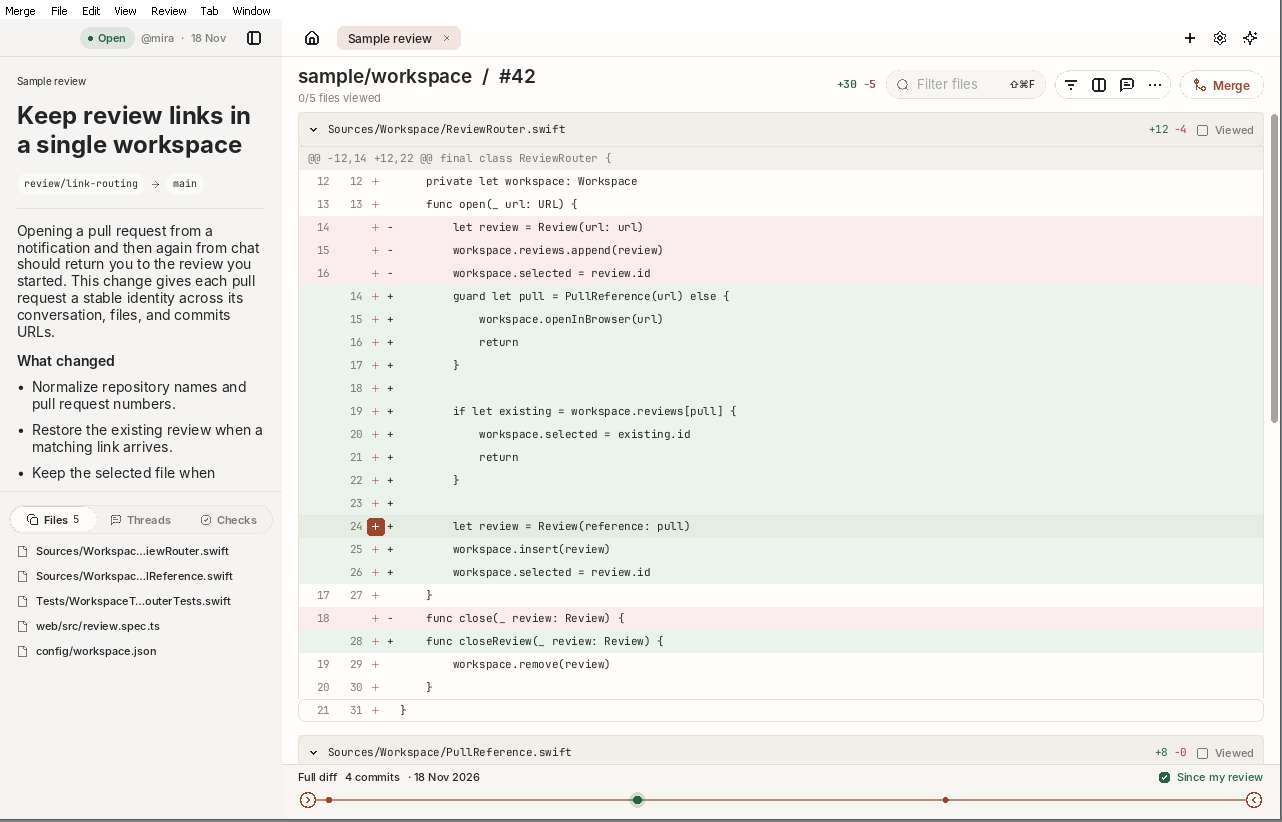 Merge File Edit View Review Tab Window
Open @mira · 18 Nov
Sample review ×
Sample review
Keep review links in
a single workspace
review/link-routing → main
Opening a pull request from a
notification and then again from chat
should return you to the review you
started. This change gives each pull
request a stable identity across its
conversation, files, and commits
URLs.
What changed
• Normalize repository names and
pull request numbers.
• Restore the existing review when a
matching link arrives.
• Keep the selected file when
Files 5 Threads Checks
Sources/Workspac...iewRouter.swift
Sources/Workspac...lReference.swift
Tests/WorkspaceT...outerTests.swift
web/src/review.spec.ts
config/workspace.json
sample/workspace / #42
0/5 files viewed
+30 -5 Filter files ⇧⌘F Merge
Sources/Workspace/ReviewRouter.swift +12 -4 Viewed
@@ -12,14 +12,22 @@ final class ReviewRouter {
12 12 + private let workspace: Workspace
13 13 + func open(_ url: URL) {
14 + - let review = Review(url: url)
15 + - workspace.reviews.append(review)
16 + - workspace.selected = review.id
14 + + guard let pull = PullReference(url) else {
15 + + workspace.openInBrowser(url)
16 + + return
17 + + }
18 + +
19 + + if let existing = workspace.reviews[pull] {
20 + + workspace.selected = existing.id
21 + + return
22 + + }
23 + +
24 + + let review = Review(reference: pull)
25 + + workspace.insert(review)
26 + + workspace.selected = review.id
17 27 + }
18 + - func close(_ review: Review) {
28 + + func closeReview(_ review: Review) {
19 29 + workspace.remove(review)
20 30 + }
21 31 + }
Sources/Workspace/PullReference.swift +8 -0 Viewed
Full diff 4 commits · 18 Nov 2026 Since my review